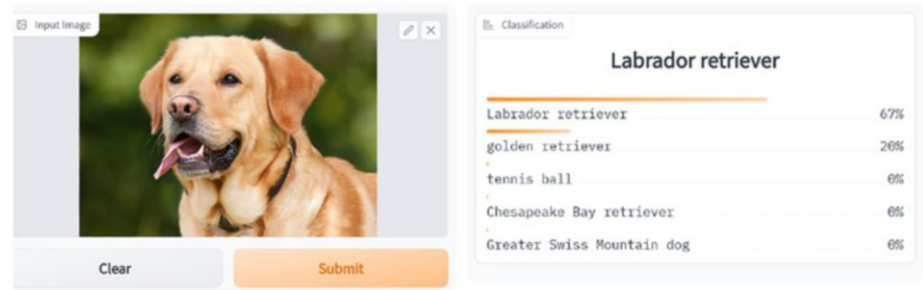 Input Image
Clear
Submit
Classification
Labrador retriever
Labrador retriever 67%
golden retriever 20%
tennis ball 0%
Chesapeake Bay retriever 0%
Greater Swiss Mountain dog 0%